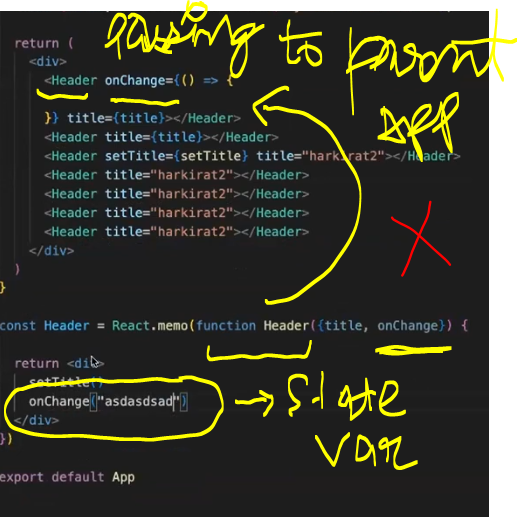 passing to parent
App
return (
<div>
<Header onChange={() => {
}} title={title}></Header>
<Header title={title}></Header>
<Header setTitle={setTitle} title="harkirat2"></Header>
<Header title="harkirat2"></Header>
<Header title="harkirat2"></Header>
<Header title="harkirat2"></Header>
<Header title="harkirat2"></Header>
</div>
)
}
const Header = React.memo(function Header({title, onChange}) {
return <div>
setTitle()
onChange("asdasdsad")
</div>
})
state
var
export default App